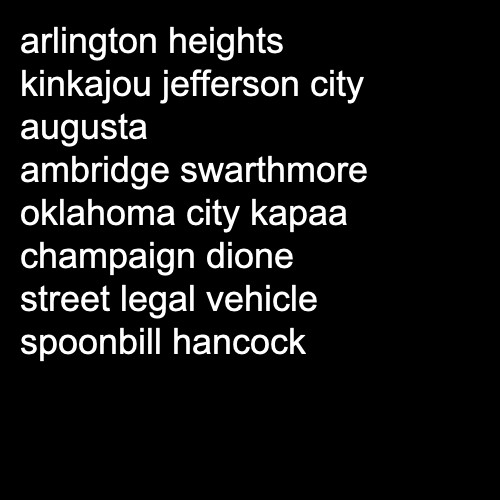 arlington heights
kinkajou jefferson city
augusta
ambridge swarthmore
oklahoma city kapaa
champaign dione
street legal vehicle
spoonbill hancock